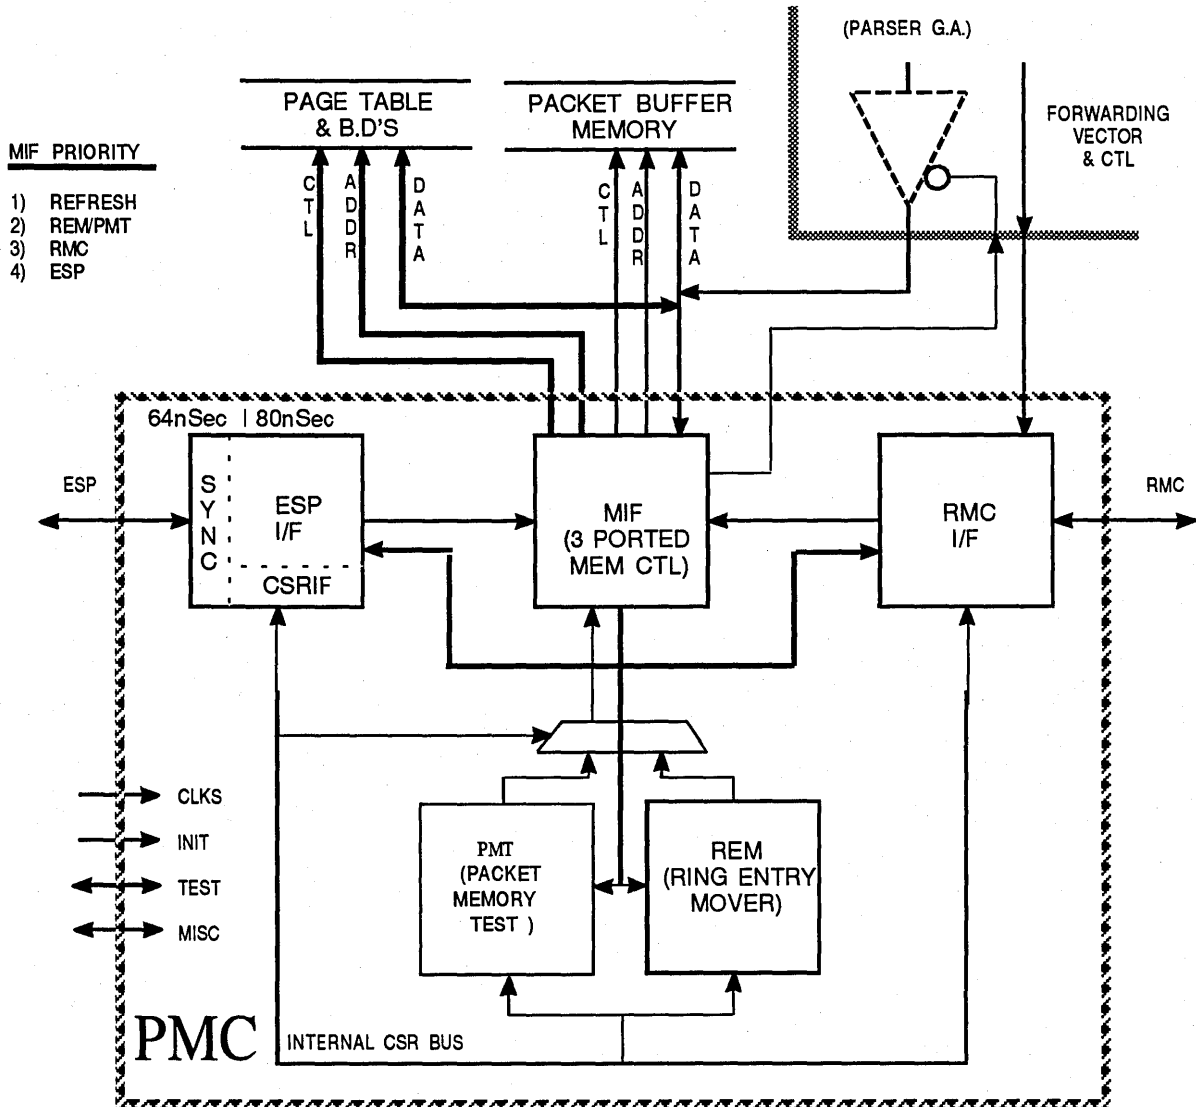 (PARSER G.A.)
PAGE TABLE
& B.D'S
PACKET BUFFER
MEMORY
FORWARDING
VECTOR
& CTL
MIF PRIORITY
1) REFRESH
2) REM/PMT
3) RMC
4) ESP
CTL
ADDR
DATA
CTL
ADDR
DATA
64nSec | 80nSec
ESP
SYNC
ESP
I/F
CSRIF
MIF
(3 PORTED
MEM CTL)
RMC
I/F
RMC
CLKS
INIT
TEST
MISC
PMT
(PACKET
MEMORY
TEST )
REM
(RING ENTRY
MOVER)
PMC
INTERNAL CSR BUS